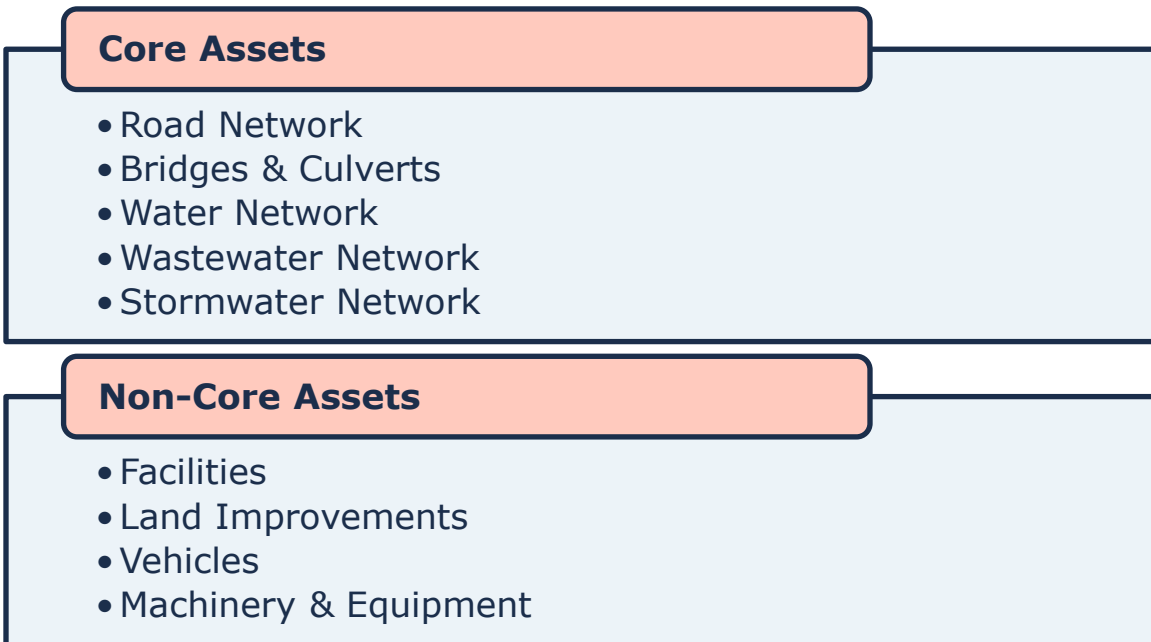 Core Assets
• Road Network
• Bridges & Culverts
• Water Network
• Wastewater Network
• Stormwater Network
Non-Core Assets
• Facilities
• Land Improvements
• Vehicles
• Machinery & Equipment